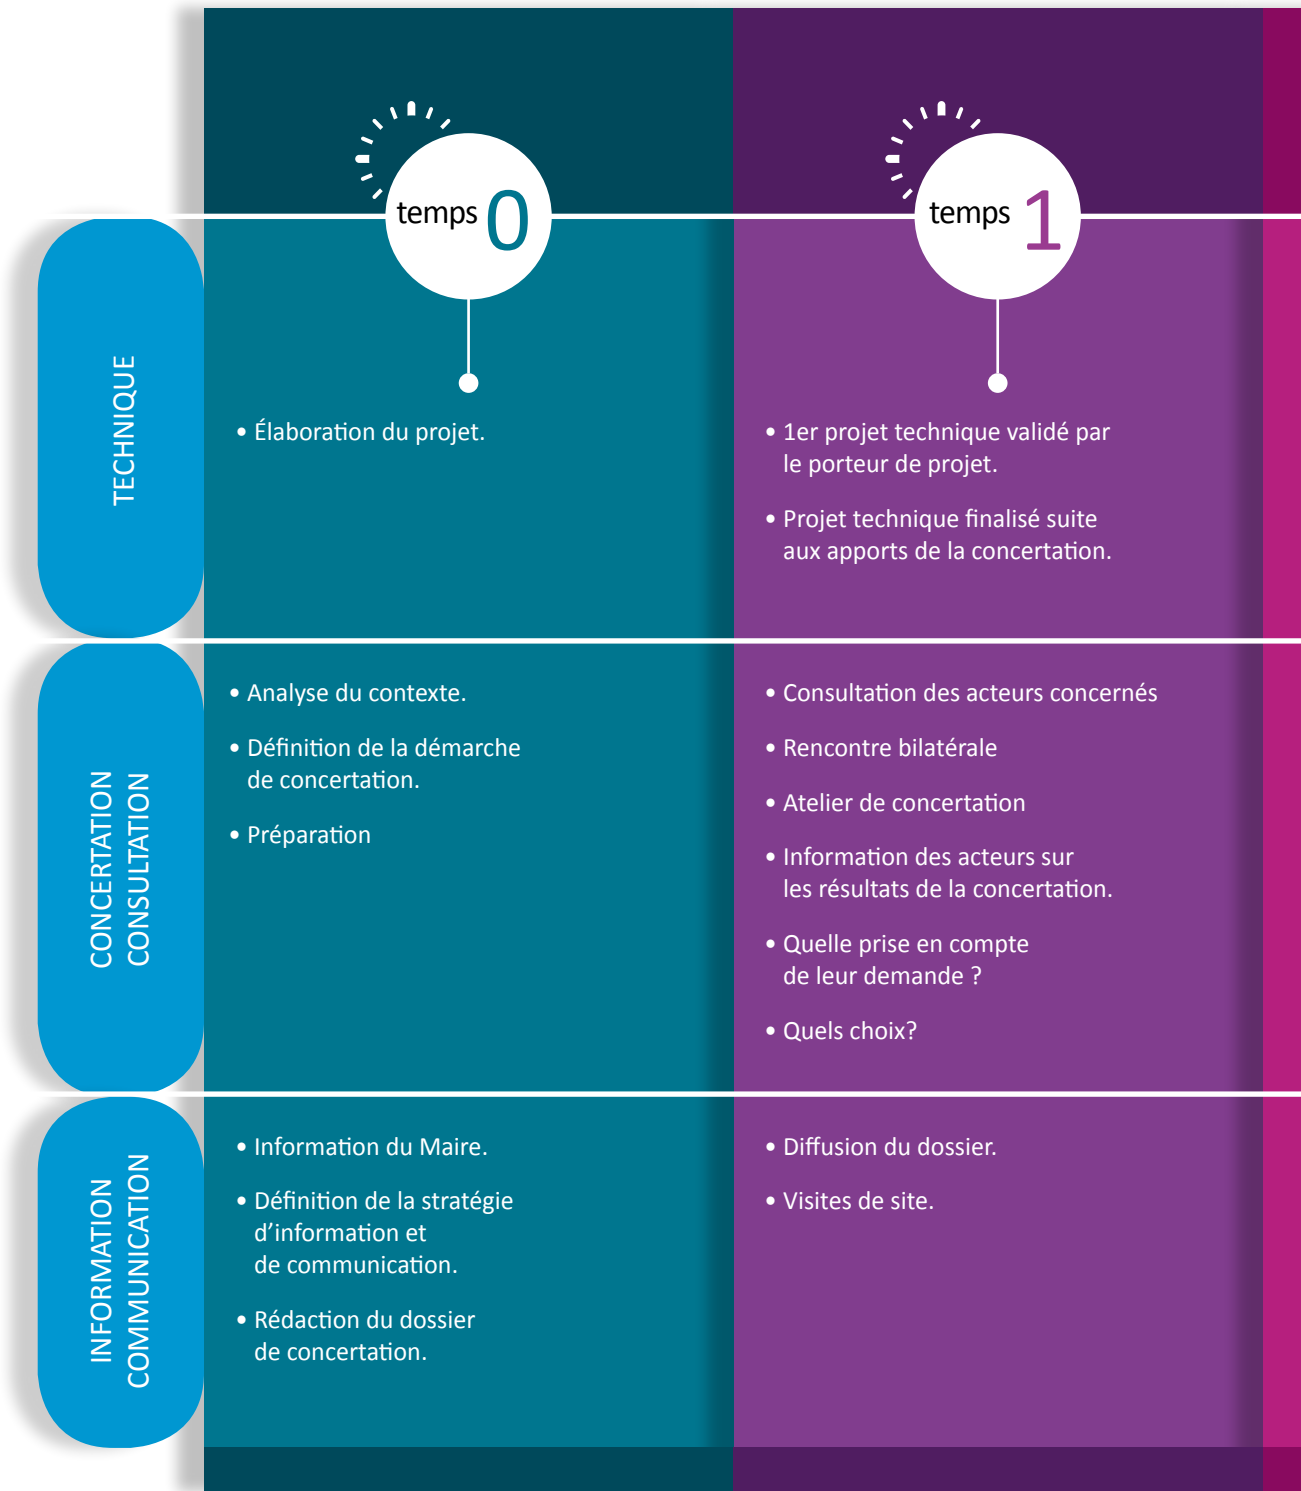 temps 0
temps 1
TECHNIQUE
• Élaboration du projet.
• 1er projet technique validé par
le porteur de projet.
• Projet technique finalisé suite
aux apports de la concertation.
CONCERTATION
CONSULTATION
• Analyse du contexte.
• Définition de la démarche
de concertation.
• Préparation
• Consultation des acteurs concernés
• Rencontre bilatérale
• Atelier de concertation
• Information des acteurs sur
les résultats de la concertation.
• Quelle prise en compte
de leur demande ?
• Quels choix?
INFORMATION
COMMUNICATION
• Information du Maire.
• Définition de la stratégie
d’information et
de communication.
• Rédaction du dossier
de concertation.
• Diffusion du dossier.
• Visites de site.